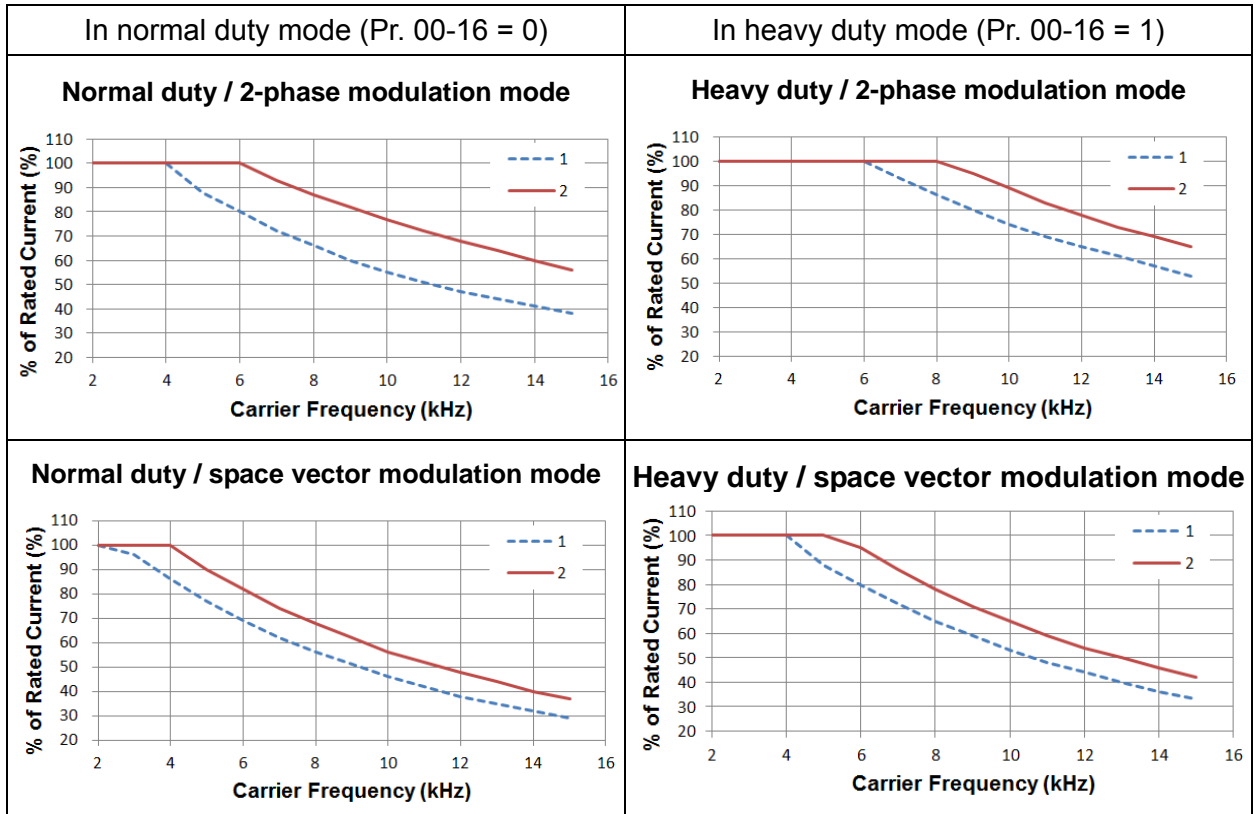 In normal duty mode (Pr. 00-16 = 0)
In heavy duty mode (Pr. 00-16 = 1)
Normal duty / 2-phase modulation mode
% of Rated Current (%)
110
100
90
80
70
60
50
40
30
20
2 4 6 8 10 12 14 16
Carrier Frequency (kHz)
1
2
Heavy duty / 2-phase modulation mode
% of Rated Current (%)
110
100
90
80
70
60
50
40
30
20
2 4 6 8 10 12 14 16
Carrier Frequency (kHz)
1
2
Normal duty / space vector modulation mode
% of Rated Current (%)
110
100
90
80
70
60
50
40
30
20
2 4 6 8 10 12 14 16
Carrier Frequency (kHz)
1
2
Heavy duty / space vector modulation mode
% of Rated Current (%)
110
100
90
80
70
60
50
40
30
20
2 4 6 8 10 12 14 16
Carrier Frequency (kHz)
1
2